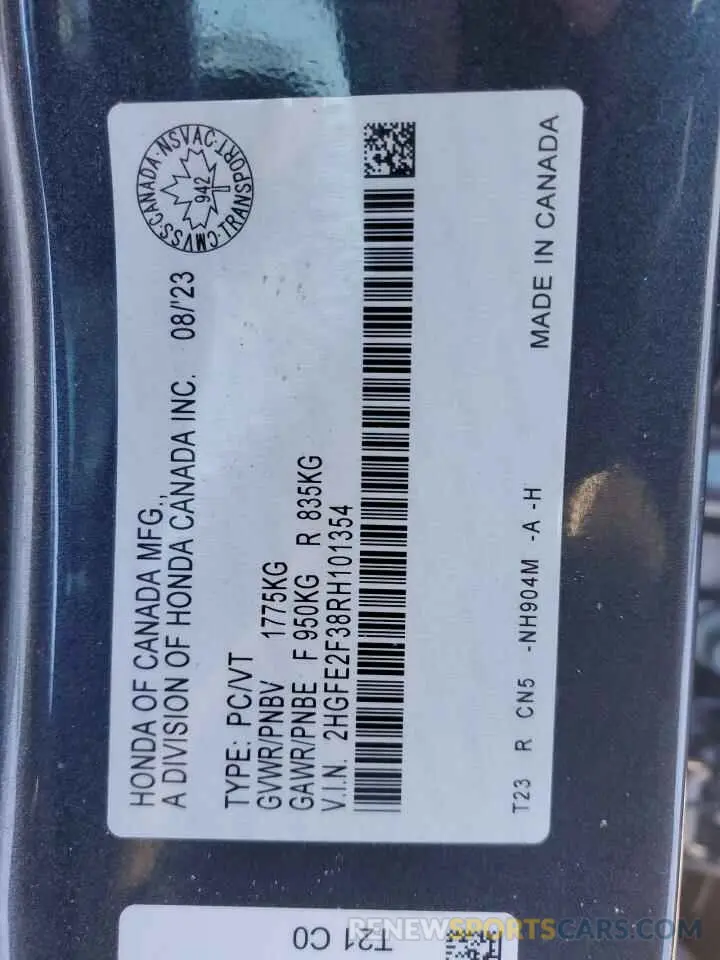 CMVSS·CANADA·NSVAC·TRANSPORT·
942
HONDA OF CANADA MFG.,
A DIVISION OF HONDA CANADA INC. 08/'23
TYPE: PC/VT
GVWR/PNBV 1775KG
GAWR/PNBE F 950KG R 835KG
V.I.N. 2HGFE2F38RH101354
T23 R CN5 -NH904M -A -H
MADE IN CANADA
T21 C0
RENEWSPORTSCARS.COM